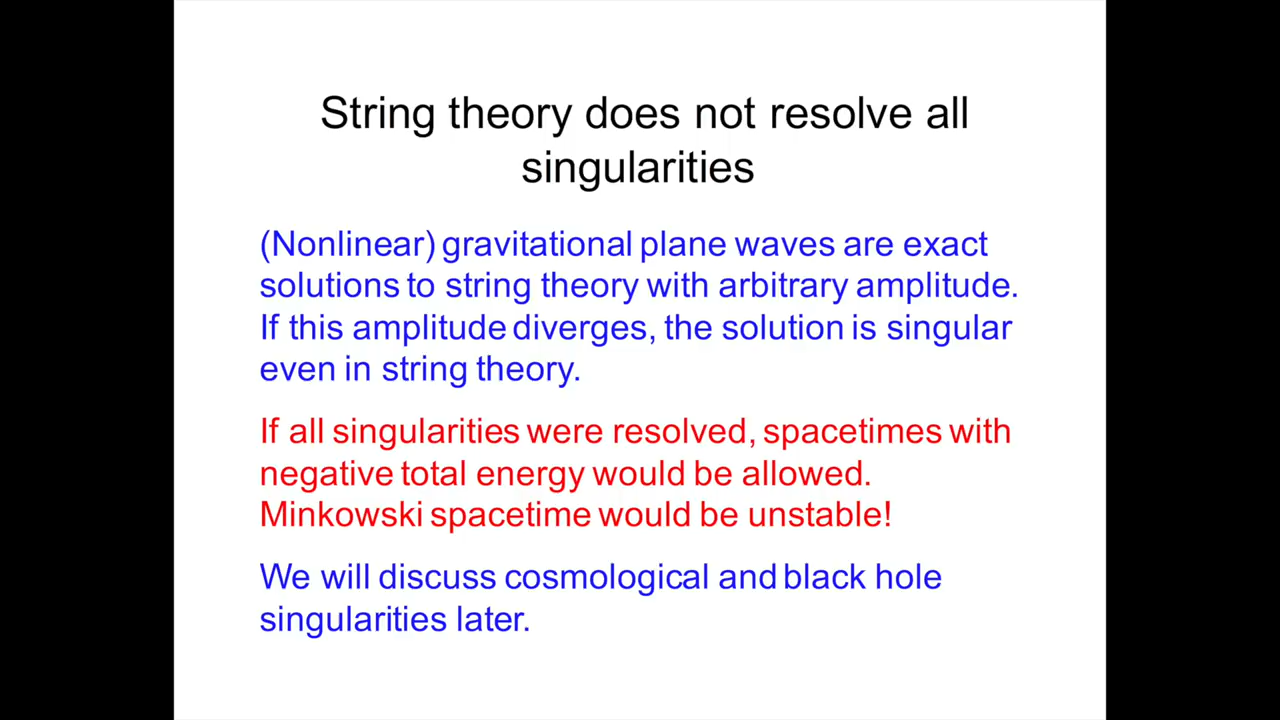 String theory does not resolve all
singularities
(Nonlinear) gravitational plane waves are exact
solutions to string theory with arbitrary amplitude.
If this amplitude diverges, the solution is singular
even in string theory.
If all singularities were resolved, spacetimes with
negative total energy would be allowed.
Minkowski spacetime would be unstable!
We will discuss cosmological and black hole
singularities later.